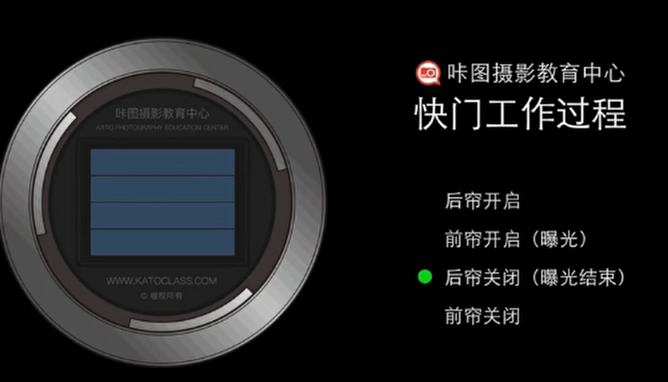 咔图摄影教育中心
KATO PHOTOGRAPHY EDUCATION CENTER
WWW.KATOCLASS.COM
© 版权所有
咔图摄影教育中心
快门工作过程
后帘开启
前帘开启（曝光）
后帘关闭（曝光结束）
前帘关闭